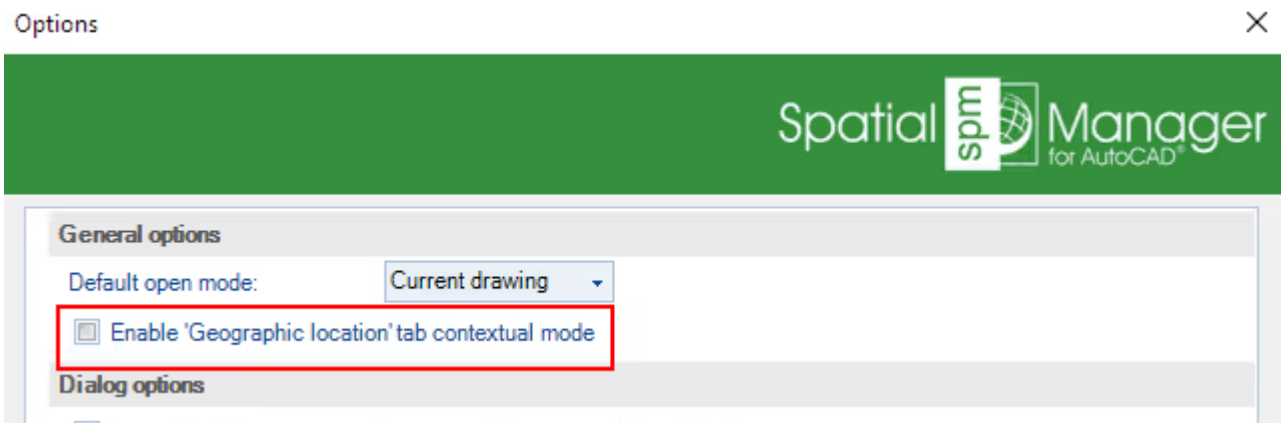 Options
Spatial spm Manager
for AutoCAD®
General options
Default open mode: Current drawing
Enable 'Geographic location' tab contextual mode
Dialog options